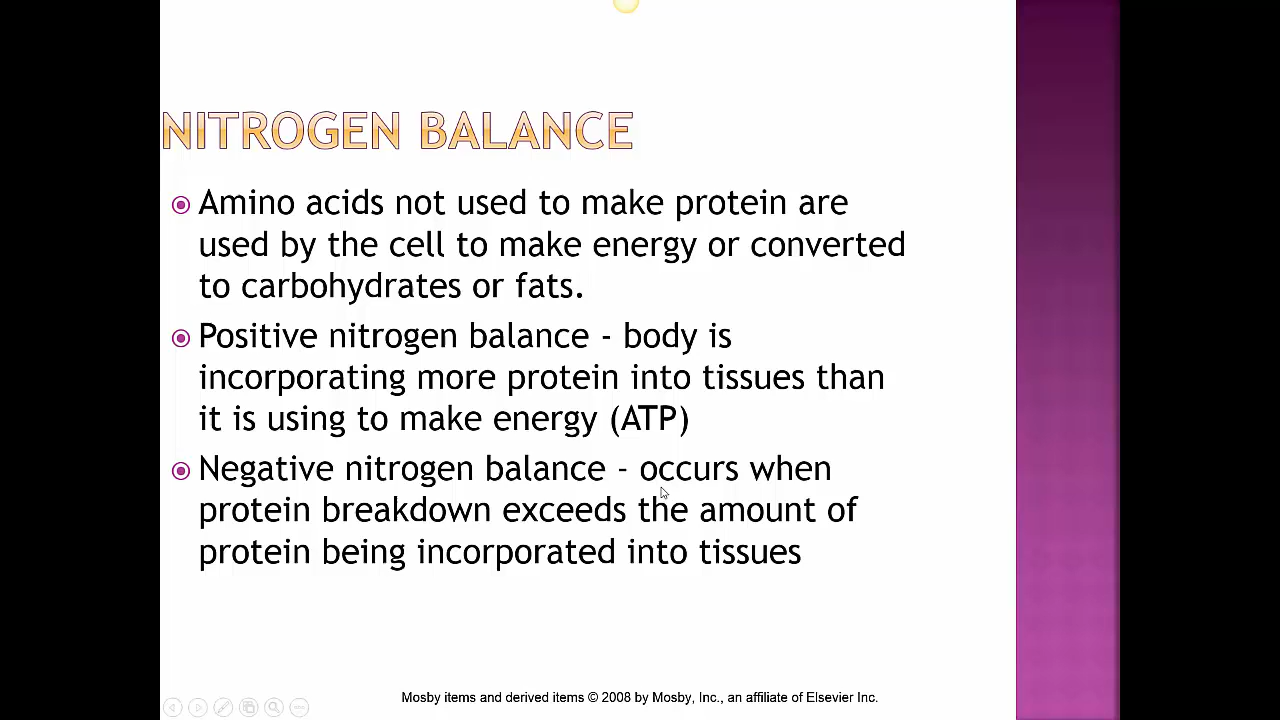 NITROGEN BALANCE
Amino acids not used to make protein are
used by the cell to make energy or converted
to carbohydrates or fats.
Positive nitrogen balance - body is
incorporating more protein into tissues than
it is using to make energy (ATP)
Negative nitrogen balance - occurs when
protein breakdown exceeds the amount of
protein being incorporated into tissues
Mosby items and derived items © 2008 by Mosby, Inc., an affiliate of Elsevier Inc.